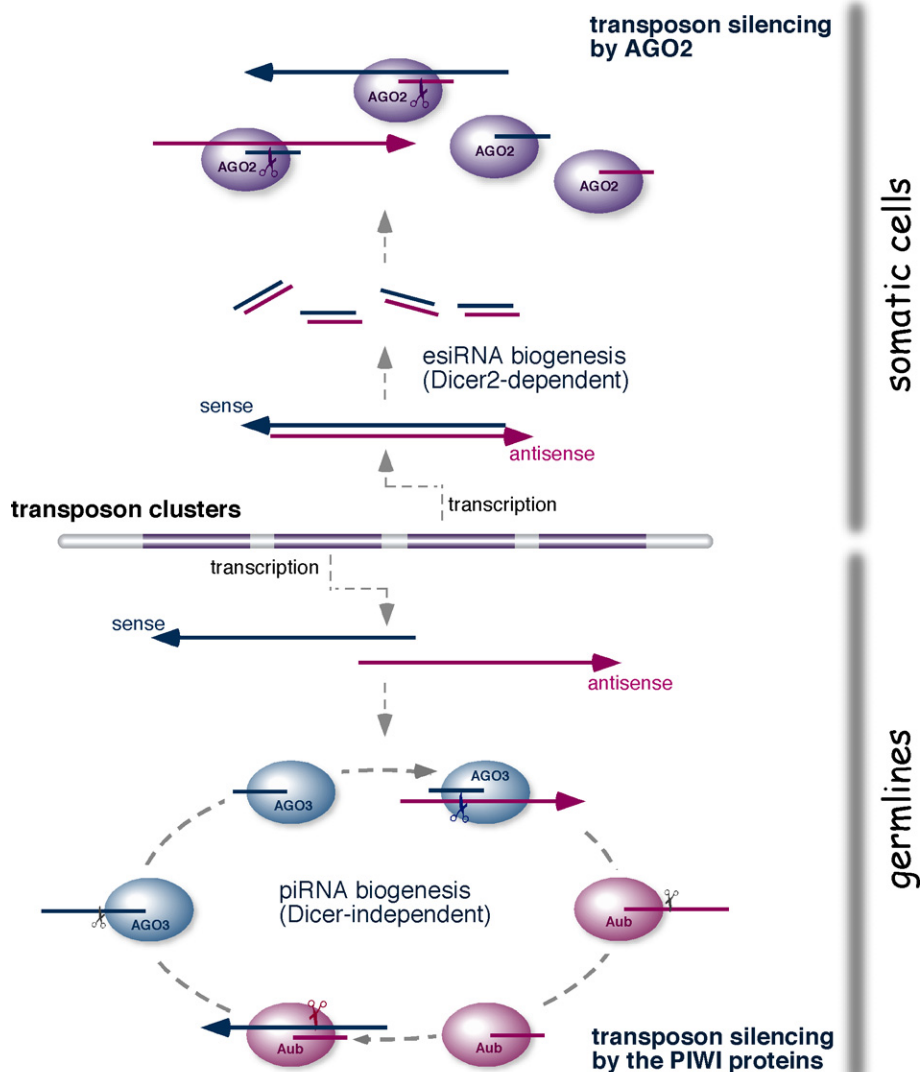 transposon silencing
by AGO2
AGO2
AGO2
AGO2
AGO2
somatic cells
esiRNA biogenesis
(Dicer2-dependent)
sense
antisense
transcription
transposon clusters
transcription
sense
antisense
germlines
AGO3
AGO3
piRNA biogenesis
(Dicer-independent)
AGO3
Aub
Aub
Aub
transposon silencing
by the PIWI proteins